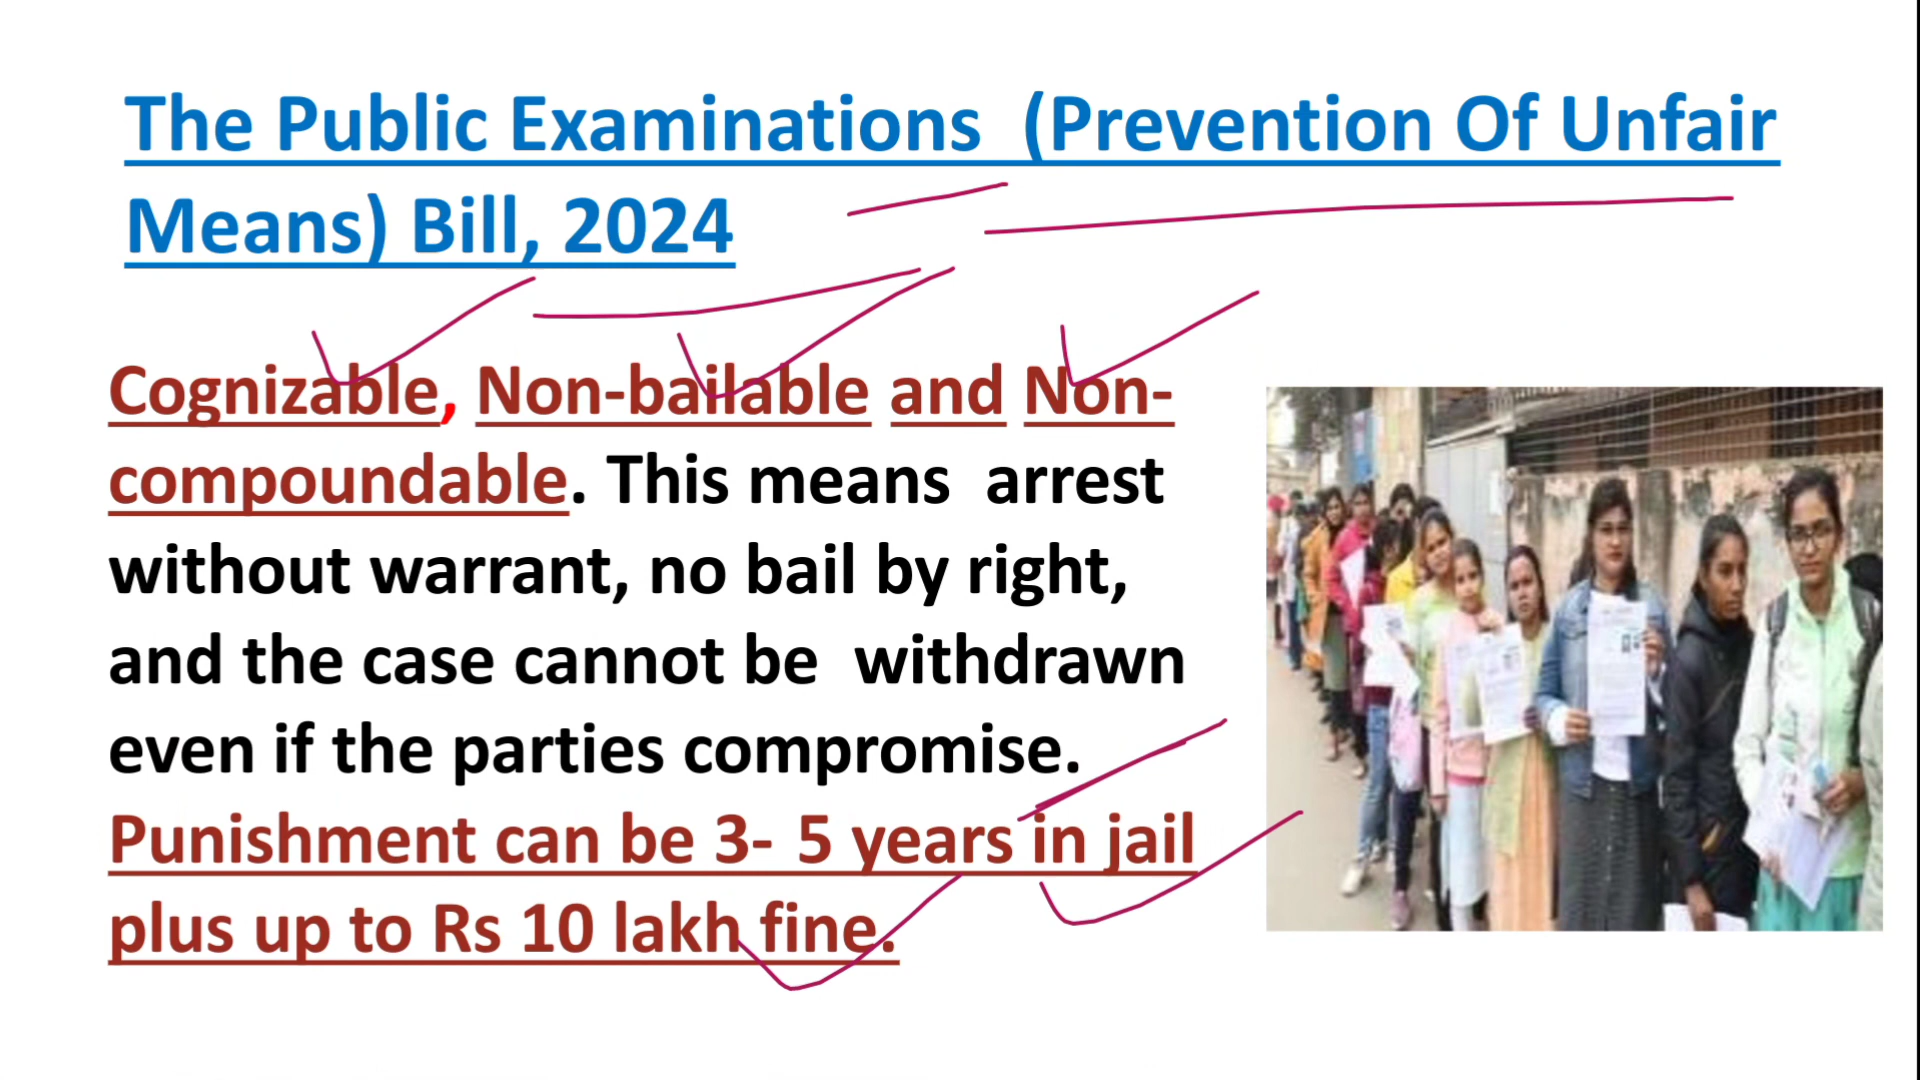 The Public Examinations (Prevention Of Unfair
Means) Bill, 2024
Cognizable, Non-bailable and Non-
compoundable. This means arrest
without warrant, no bail by right,
and the case cannot be withdrawn
even if the parties compromise.
Punishment can be 3- 5 years in jail
plus up to Rs 10 lakh fine.